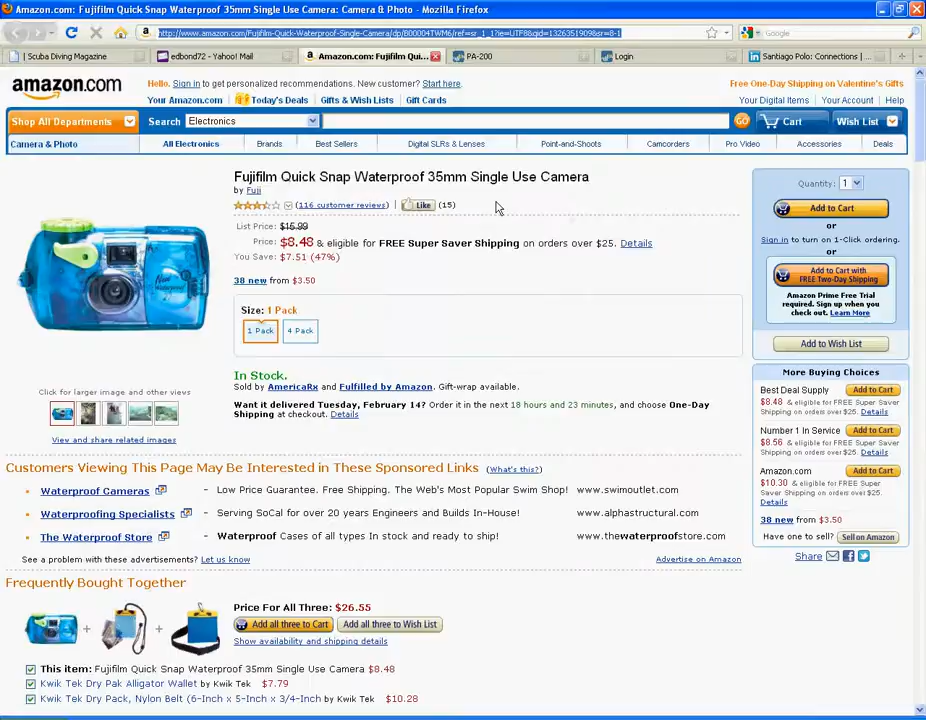 Amazon.com: Fujifilm Quick Snap Waterproof 35mm Single Use Camera: Camera & Photo - Mozilla Firefox
http://www.amazon.com/Fujifilm-Quick-Snap-Waterproof-Single-Camera/dp/B00004TWM6/ref=sr_1_1?ie=UTF8&qid=1326351909&sr=8-1
Google
| Scuba Diving Magazine
edbond72 - Yahoo! Mail
Amazon.com: Fujifilm Qui...
PA-200
Login
Santiago Polo: Connections | ...
amazon.com
Hello. Sign in to get personalized recommendations. New customer? Start here.
Free One-Day Shipping on Valentine's Gifts
Your Amazon.com
Today's Deals
Gifts & Wish Lists
Gift Cards
Your Digital Items
Your Account
Help
Shop All Departments
Search
Electronics
GO
Cart
Wish List
Camera & Photo
All Electronics
Brands
Best Sellers
Digital SLRs & Lenses
Point-and-Shoots
Camcorders
Pro Video
Accessories
Deals
Fujifilm Quick Snap Waterproof 35mm Single Use Camera
by Fuji
(116 customer reviews)
Like
(15)
List Price: $15.99
Price: $8.48 & eligible for FREE Super Saver Shipping on orders over $25. Details
You Save: $7.51 (47%)
38 new from $3.50
Size: 1 Pack
1 Pack
4 Pack
In Stock.
Sold by AmericaRx and Fulfilled by Amazon. Gift-wrap available.
Want it delivered Tuesday, February 14? Order it in the next 18 hours and 23 minutes, and choose One-Day
Shipping at checkout. Details
Click for larger image and other views
View and share related images
Quantity: 1
Add to Cart
or
Sign in to turn on 1-Click ordering.
or
Add to Cart with
FREE Two-Day Shipping
Amazon Prime Free Trial
required. Sign up when you
check out. Learn More
Add to Wish List
More Buying Choices
Best Deal Supply
Add to Cart
$8.48 & eligible for FREE Super Saver
Shipping on orders over $25. Details
Number 1 In Service
Add to Cart
$8.56 & eligible for FREE Super Saver
Shipping on orders over $25. Details
Amazon.com
Add to Cart
$10.30 & eligible for FREE Super Saver
Shipping on orders over $25.
Details
38 new from $3.50
Have one to sell? Sell on Amazon
Share
Customers Viewing This Page May Be Interested in These Sponsored Links (What's this?)
Waterproof Cameras - Low Price Guarantee. Free Shipping. The Web's Most Popular Swim Shop! www.swimoutlet.com
Waterproofing Specialists - Serving SoCal for over 20 years Engineers and Builds In-House! www.alphastructural.com
The Waterproof Store - Waterproof Cases of all types In stock and ready to ship! www.thewaterproofstore.com
See a problem with these advertisements? Let us know
Advertise on Amazon
Frequently Bought Together
Price For All Three: $26.55
Add all three to Cart
Add all three to Wish List
Show availability and shipping details
This item: Fujifilm Quick Snap Waterproof 35mm Single Use Camera $8.48
Kwik Tek Dry Pak Alligator Wallet by Kwik Tek $7.79
Kwik Tek Dry Pack, Nylon Belt (6-Inch x 5-Inch x 3/4-Inch by Kwik Tek $10.28